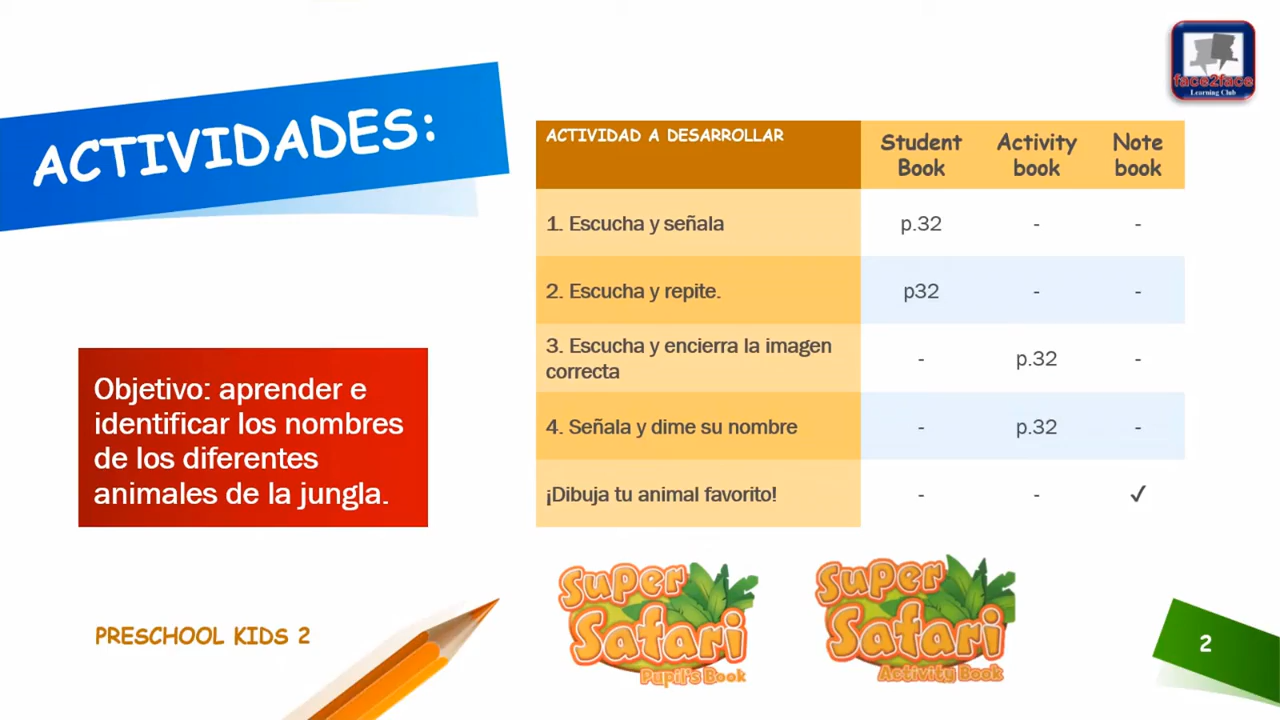 face2face
Learning Club
ACTIVIDADES:
Objetivo: aprender e
identificar los nombres
de los diferentes
animales de la jungla.
ACTIVIDAD A DESARROLLAR
Student Book
Activity book
Note book
1. Escucha y señala p.32 - -
2. Escucha y repite. p32 - -
3. Escucha y encierra la imagen
correcta - p.32 -
4. Señala y dime su nombre - p.32 -
¡Dibuja tu animal favorito! - - ✓
Super
Safari
Pupil's Book
Super
Safari
Activity Book
PRESCHOOL KIDS 2
2